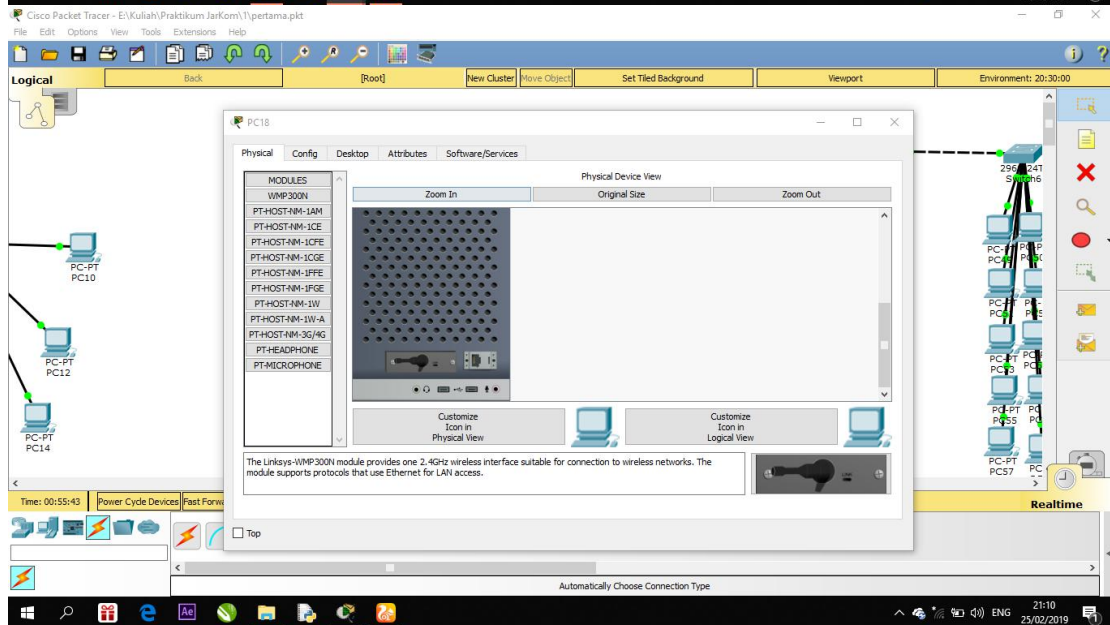 Cisco Packet Tracer - E:\Kuliah\Praktikum JarKom\1\pertama.pkt
File Edit Options View Tools Extensions Help
Logical Back [Root] New Cluster Move Object Set Tiled Background Viewport Environment: 20:30:00
PC18
Physical Config Desktop Attributes Software/Services
MODULES
WMP300N
PT-HOST-NM-1AM
PT-HOST-NM-1CE
PT-HOST-NM-1CFE
PT-HOST-NM-1CGE
PT-HOST-NM-1FFE
PT-HOST-NM-1FGE
PT-HOST-NM-1W
PT-HOST-NM-1W-A
PT-HOST-NM-3G/4G
PT-HEADPHONE
PT-MICROPHONE
Physical Device View
Zoom In Original Size Zoom Out
Customize
Icon in
Physical View
Customize
Icon in
Logical View
The Linksys-WMP300N module provides one 2.4GHz wireless interface suitable for connection to wireless networks. The
module supports protocols that use Ethernet for LAN access.
Top
PC-PT
PC10
PC-PT
PC12
PC-PT
PC14
Switch6
PC-PT
PC57
Time: 00:55:43 Power Cycle Devices Fast Forwa
Realtime
Automatically Choose Connection Type
Ae
ENG
21:10
25/02/2019